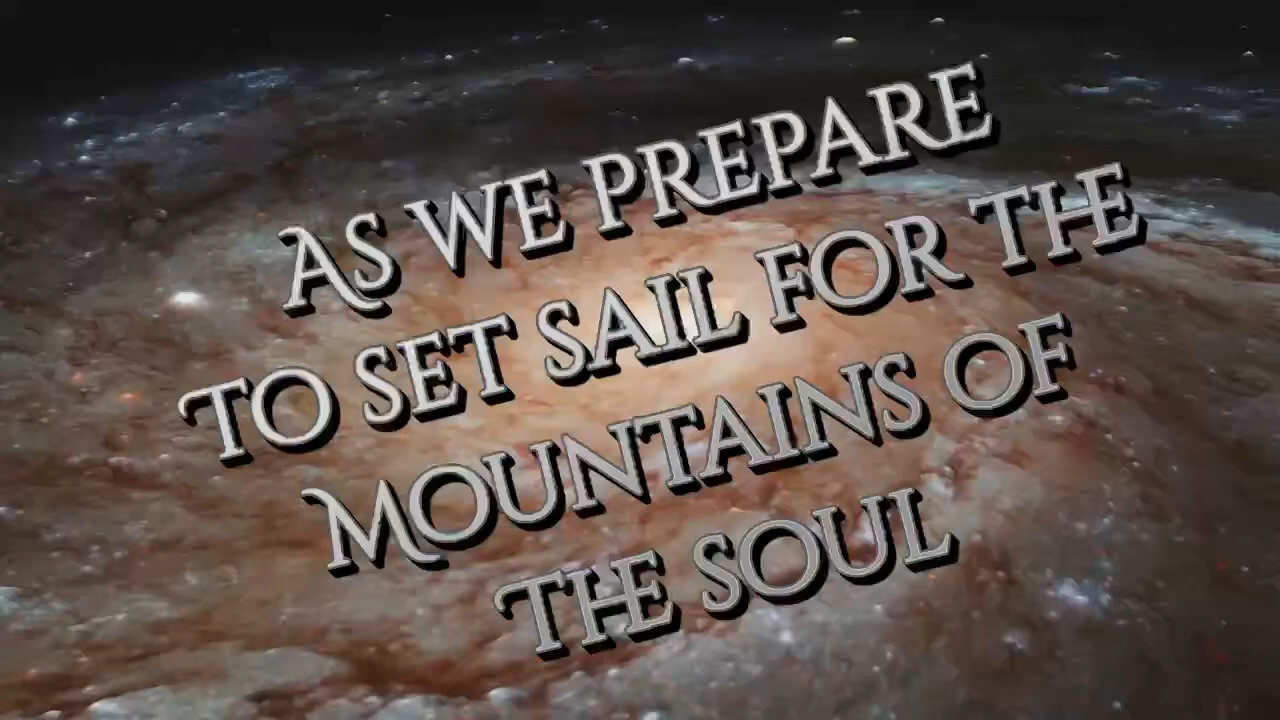 As we prepare
to set sail for the
Mountains of
the soul